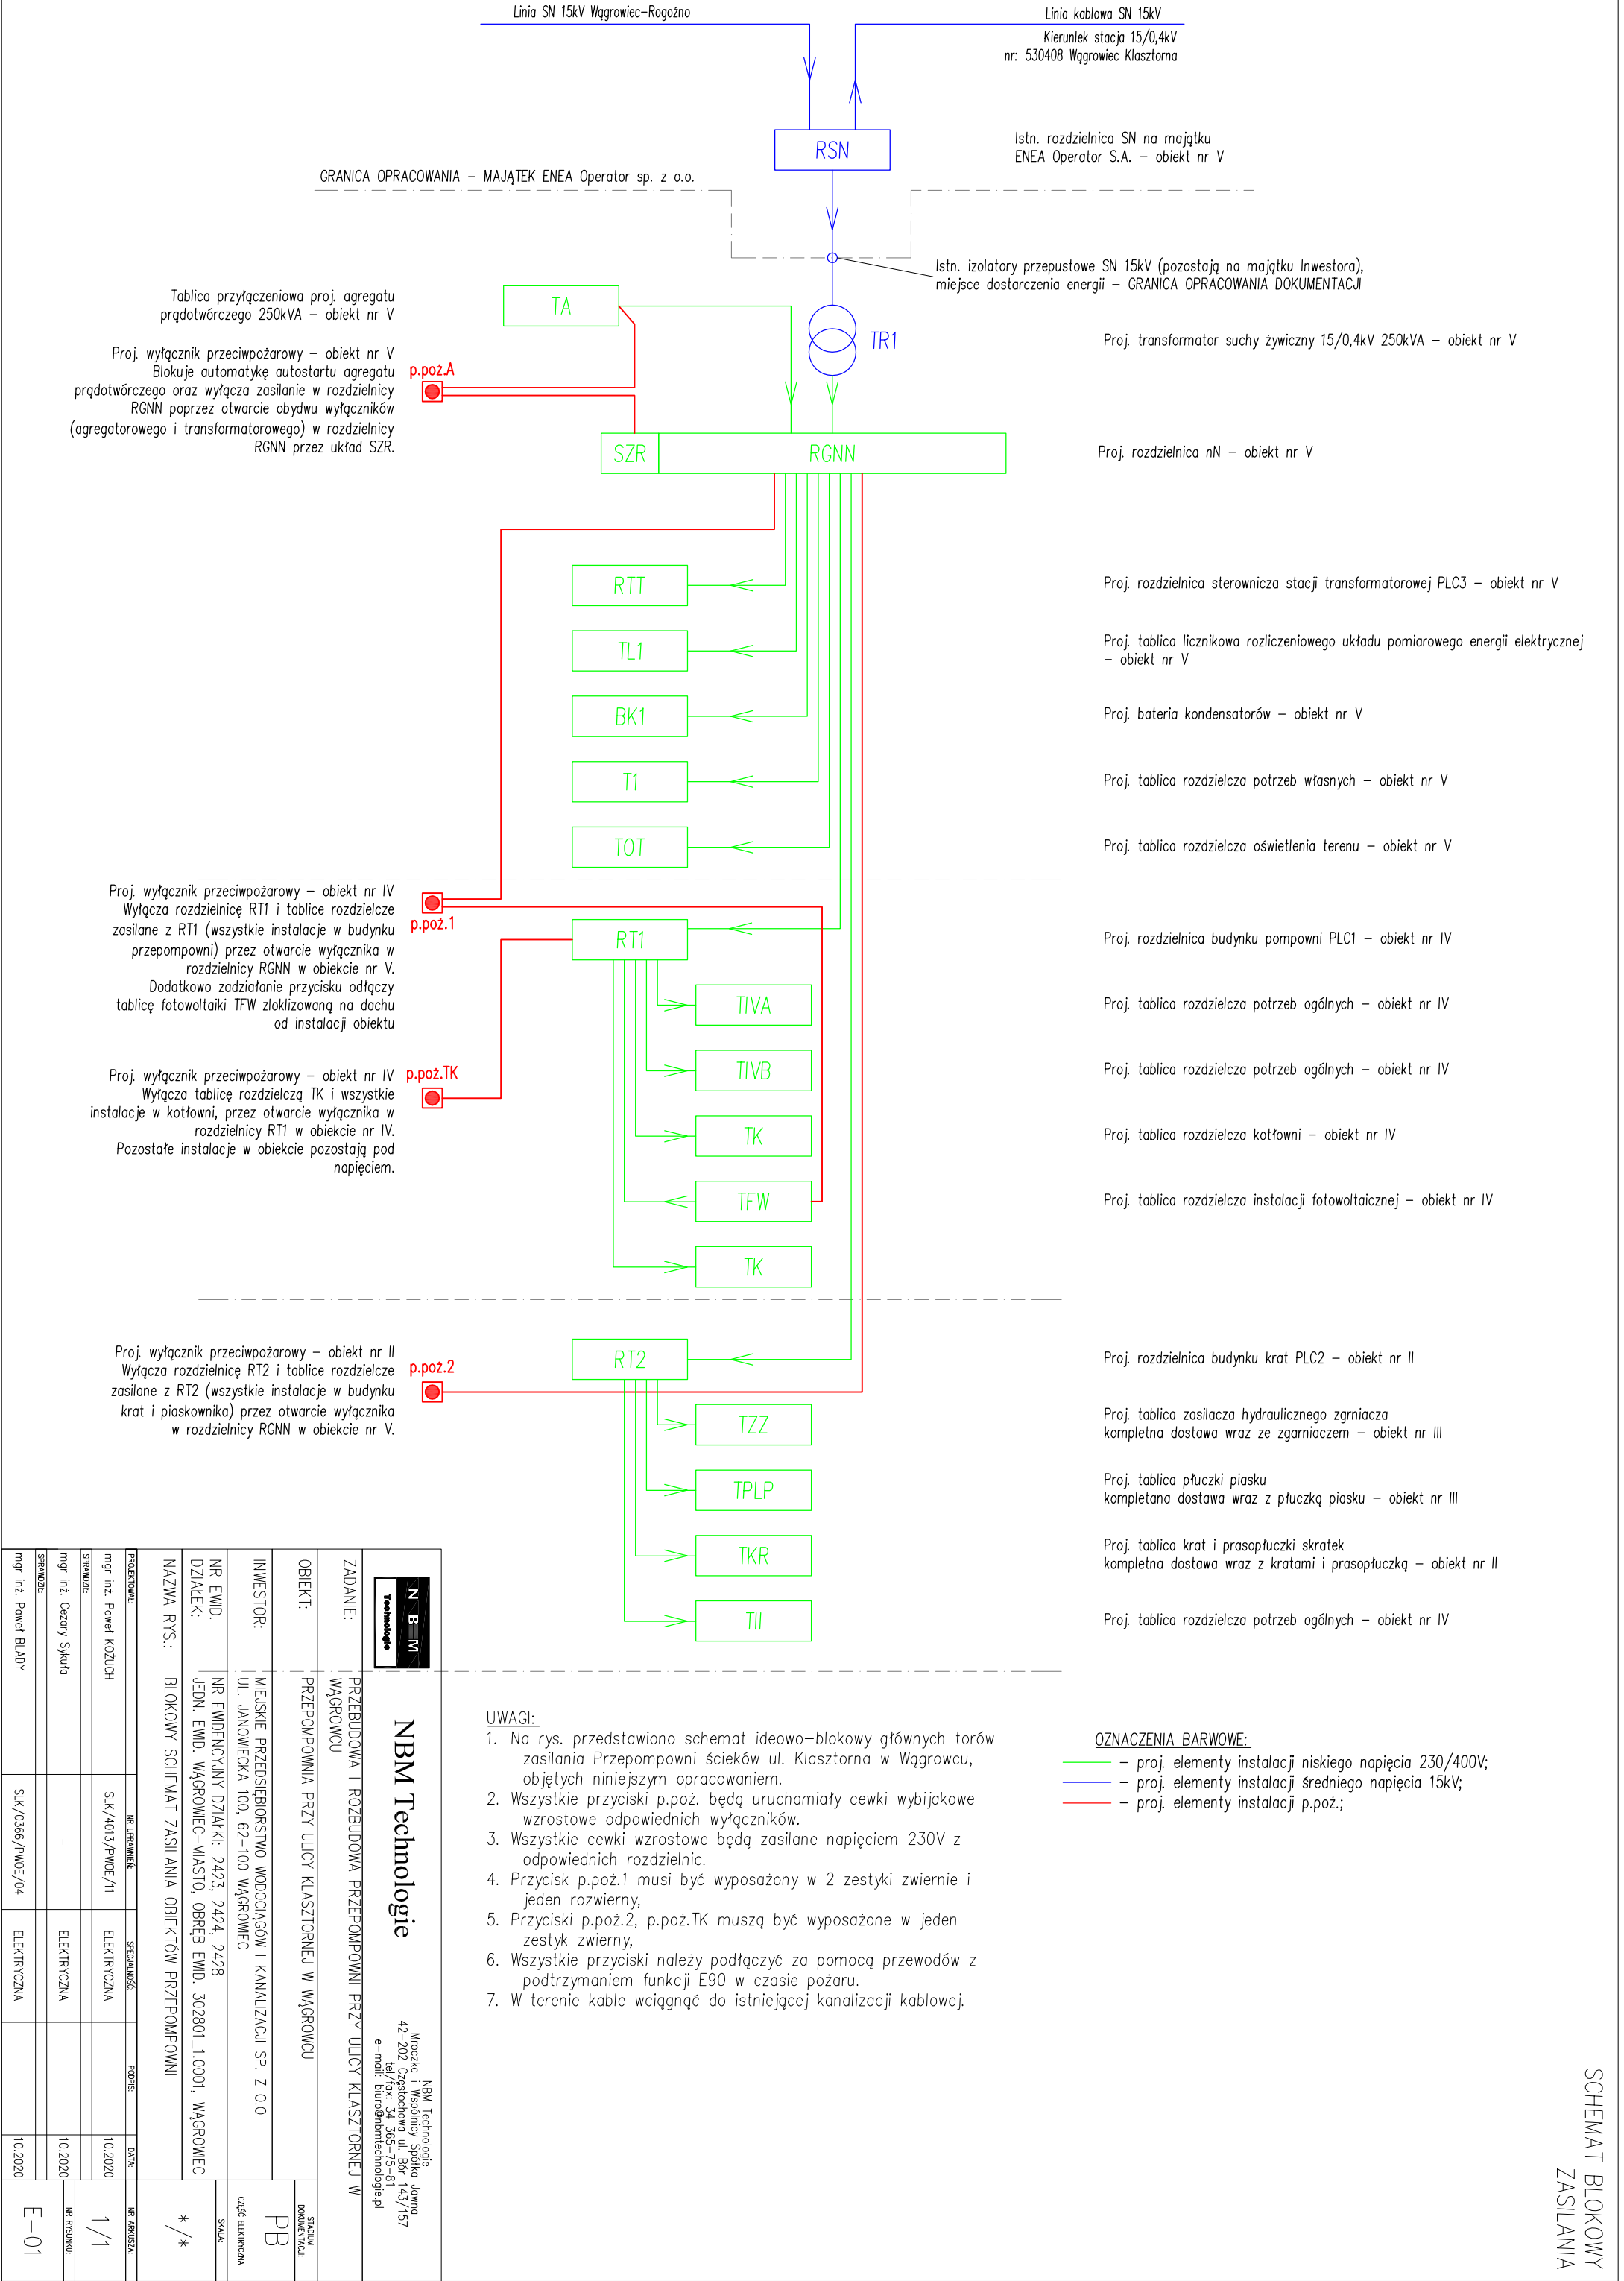 Linia SN 15kV Wągrowiec-Rogoźno
Linia kablowa SN 15kV
Kierunlek stacja 15/0,4kV
nr: 530408 Wągrowiec Klasztorna
RSN
Istn. rozdzielnica SN na majątku
ENEA Operator S.A. – obiekt nr V
GRANICA OPRACOWANIA – MAJĄTEK ENEA Operator sp. z o.o.
Istn. izolatory przepustowe SN 15kV (pozostają na majątku Inwestora),
miejsce dostarczenia energii – GRANICA OPRACOWANIA DOKUMENTACJI
Tablica przyłączeniowa proj. agregatu
prądotwórczego 250kVA – obiekt nr V
TA
TR1
Proj. transformator suchy żywiczny 15/0,4kV 250kVA – obiekt nr V
Proj. wyłącznik przeciwpożarowy – obiekt nr V
Blokuje automatykę autostartu agregatu
prądotwórczego oraz wyłącza zasilanie w rozdzielnicy
RGNN poprzez otwarcie obydwu wyłączników
(agregatorowego i transformatorowego) w rozdzielnicy
RGNN przez układ SZR.
p.poż.A
SZR
RGNN
Proj. rozdzielnica nN – obiekt nr V
RTT
Proj. rozdzielnica sterownicza stacji transformatorowej PLC3 – obiekt nr V
TL1
Proj. tablica licznikowa rozliczeniowego układu pomiarowego energii elektrycznej
– obiekt nr V
BK1
Proj. bateria kondensatorów – obiekt nr V
T1
Proj. tablica rozdzielcza potrzeb własnych – obiekt nr V
TOT
Proj. tablica rozdzielcza oświetlenia terenu – obiekt nr V
Proj. wyłącznik przeciwpożarowy – obiekt nr IV
Wyłącza rozdzielnicę RT1 i tablice rozdzielcze
zasilane z RT1 (wszystkie instalacje w budynku
przepompowni) przez otwarcie wyłącznika w
rozdzielnicy RGNN w obiekcie nr V.
Dodatkowo zadziałanie przycisku odłączy
tablicę fotowoltaiki TFW zloklizowaną na dachu
od instalacji obiektu
p.poż.1
RT1
Proj. rozdzielnica budynku pompowni PLC1 – obiekt nr IV
TIVA
Proj. tablica rozdzielcza potrzeb ogólnych – obiekt nr IV
TIVB
Proj. tablica rozdzielcza potrzeb ogólnych – obiekt nr IV
Proj. wyłącznik przeciwpożarowy – obiekt nr IV
Wyłącza tablicę rozdzielczą TK i wszystkie
instalacje w kotłowni, przez otwarcie wyłącznika w
rozdzielnicy RT1 w obiekcie nr IV.
Pozostałe instalacje w obiekcie pozostają pod
napięciem.
p.poż.TK
TK
Proj. tablica rozdzielcza kotłowni – obiekt nr IV
TFW
Proj. tablica rozdzielcza instalacji fotowoltaicznej – obiekt nr IV
TK
Proj. wyłącznik przeciwpożarowy – obiekt nr II
Wyłącza rozdzielnicę RT2 i tablice rozdzielcze
zasilane z RT2 (wszystkie instalacje w budynku
krat i piaskownika) przez otwarcie wyłącznika
w rozdzielnicy RGNN w obiekcie nr V.
p.poż.2
RT2
Proj. rozdzielnica budynku krat PLC2 – obiekt nr II
TZZ
Proj. tablica zasilacza hydraulicznego zgrniacza
kompletna dostawa wraz ze zgarniaczem – obiekt nr III
TPLP
Proj. tablica płuczki piasku
kompletana dostawa wraz z płuczką piasku – obiekt nr III
TKR
Proj. tablica krat i prasopłuczki skratek
kompletna dostawa wraz z kratami i prasopłuczką – obiekt nr II
TII
Proj. tablica rozdzielcza potrzeb ogólnych – obiekt nr IV
UWAGI:
1. Na rys. przedstawiono schemat ideowo-blokowy głównych torów
zasilania Przepompowni ścieków ul. Klasztorna w Wągrowcu,
objętych niniejszym opracowaniem.
2. Wszystkie przyciski p.poż. będą uruchamiały cewki wybijakowe
wzrostowe odpowiednich wyłączników.
3. Wszystkie cewki wzrostowe będą zasilane napięciem 230V z
odpowiednich rozdzielnic.
4. Przycisk p.poż.1 musi być wyposażony w 2 zestyki zwiernie i
jeden rozwierny,
5. Przyciski p.poż.2, p.poż.TK muszą być wyposażone w jeden
zestyk zwierny,
6. Wszystkie przyciski należy podłączyć za pomocą przewodów z
podtrzymaniem funkcji E90 w czasie pożaru.
7. W terenie kable wciągnąć do istniejącej kanalizacji kablowej.
OZNACZENIA BARWOWE:
– proj. elementy instalacji niskiego napięcia 230/400V;
– proj. elementy instalacji średniego napięcia 15kV;
– proj. elementy instalacji p.poż.;
SCHEMAT BLOKOWY
ZASILANIA
N B M
Technologie
NBM Technologie
NBM Technologie
Mroczka i Wspólnicy Spółka Jawna
42-202 Częstochowa ul. Bór 143/157
tel/fax: 34 365-75-81
e-mail: biuro@nbmtechnologie.pl
ZADANIE:
PRZEBUDOWA I ROZBUDOWA PRZEPOMPOWNI PRZY ULICY KLASZTORNEJ W
WĄGROWCU
OBIEKT:
PRZEPOMPOWNIA PRZY ULICY KLASZTORNEJ W WĄGROWCU
STADIUM
DOKUMENTACJI:
PB
INWESTOR:
MIEJSKIE PRZEDSIĘBIORSTWO WODOCIĄGÓW I KANALIZACJI SP. Z O.O
UL. JANOWIECKA 100, 62-100 WĄGROWIEC
CZĘŚĆ ELEKTRYCZNA
NR EWID.
DZIAŁEK:
NR EWIDENCYJNY DZIAŁKI: 2423, 2424, 2428
JEDN. EWID. WĄGROWIEC-MIASTO, OBRĘB EWID. 302801_1.0001, WĄGROWIEC
SKALA:
*/*
NAZWA RYS.:
BLOKOWY SCHEMAT ZASILANIA OBIEKTÓW PRZEPOMPOWNI
PROJEKTOWAŁ:
NR UPRAWNIEŃ:
SPECJALNOŚĆ:
PODPIS:
DATA:
NR ARKUSZA:
mgr inż. Paweł KOŻUCH
SLK/4013/PWOE/11
ELEKTRYCZNA
10.2020
1/1
SPRAWDZIŁ:
mgr inż. Cezary Sykuła
–
ELEKTRYCZNA
10.2020
NR RYSUNKU:
SPRAWDZIŁ:
mgr inż. Paweł BLADY
SLK/0366/PWOE/04
ELEKTRYCZNA
10.2020
E-01